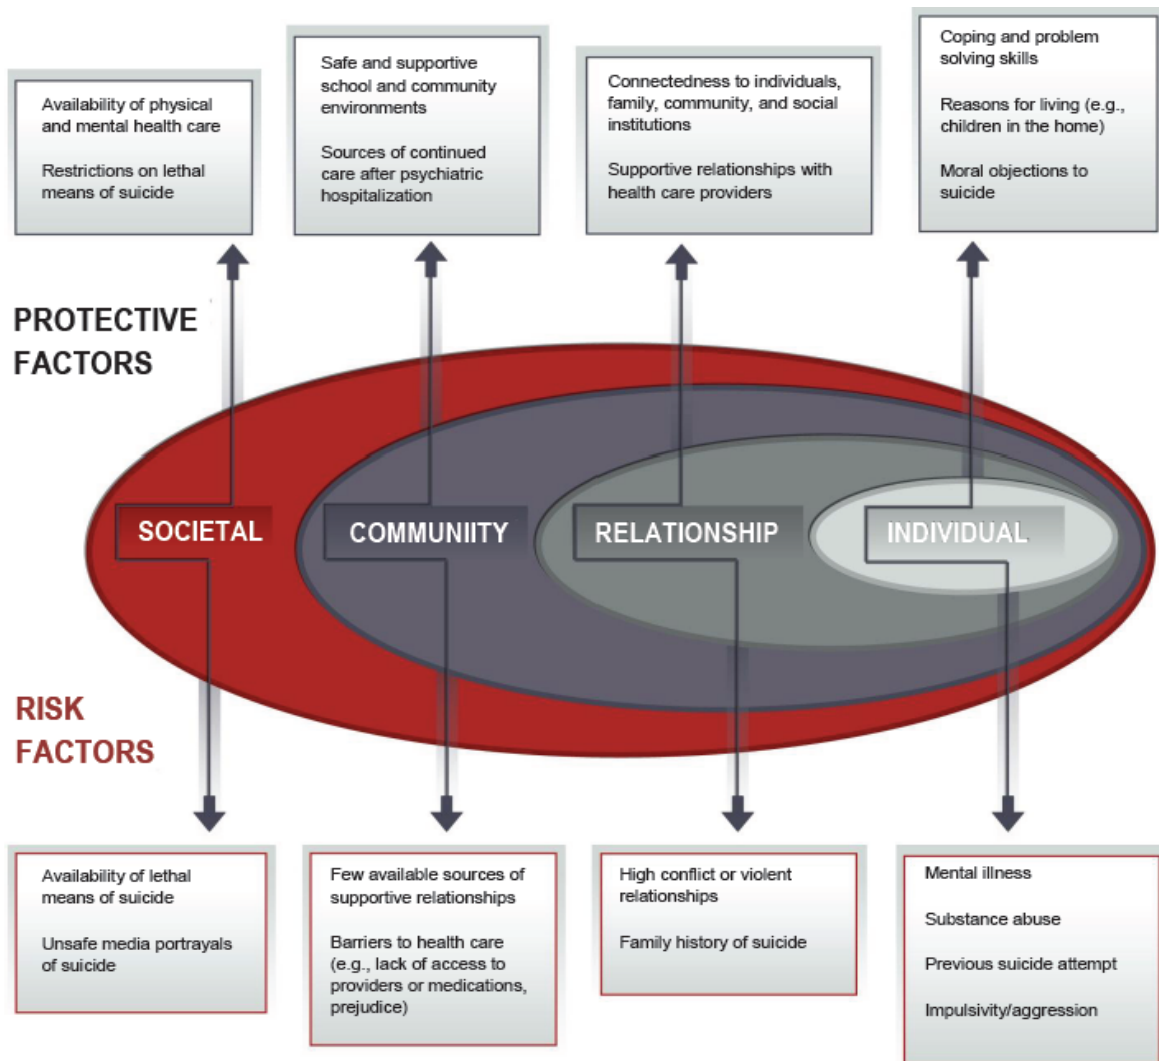 Availability of physical
and mental health care
Restrictions on lethal
means of suicide
Safe and supportive
school and community
environments
Sources of continued
care after psychiatric
hospitalization
Connectedness to individuals,
family, community, and social
institutions
Supportive relationships with
health care providers
Coping and problem
solving skills
Reasons for living (e.g.,
children in the home)
Moral objections to
suicide
PROTECTIVE
FACTORS
SOCIETAL
COMMUNIITY
RELATIONSHIP
INDIVIDUAL
RISK
FACTORS
Availability of lethal
means of suicide
Unsafe media portrayals
of suicide
Few available sources of
supportive relationships
Barriers to health care
(e.g., lack of access to
providers or medications,
prejudice)
High conflict or violent
relationships
Family history of suicide
Mental illness
Substance abuse
Previous suicide attempt
Impulsivity/aggression